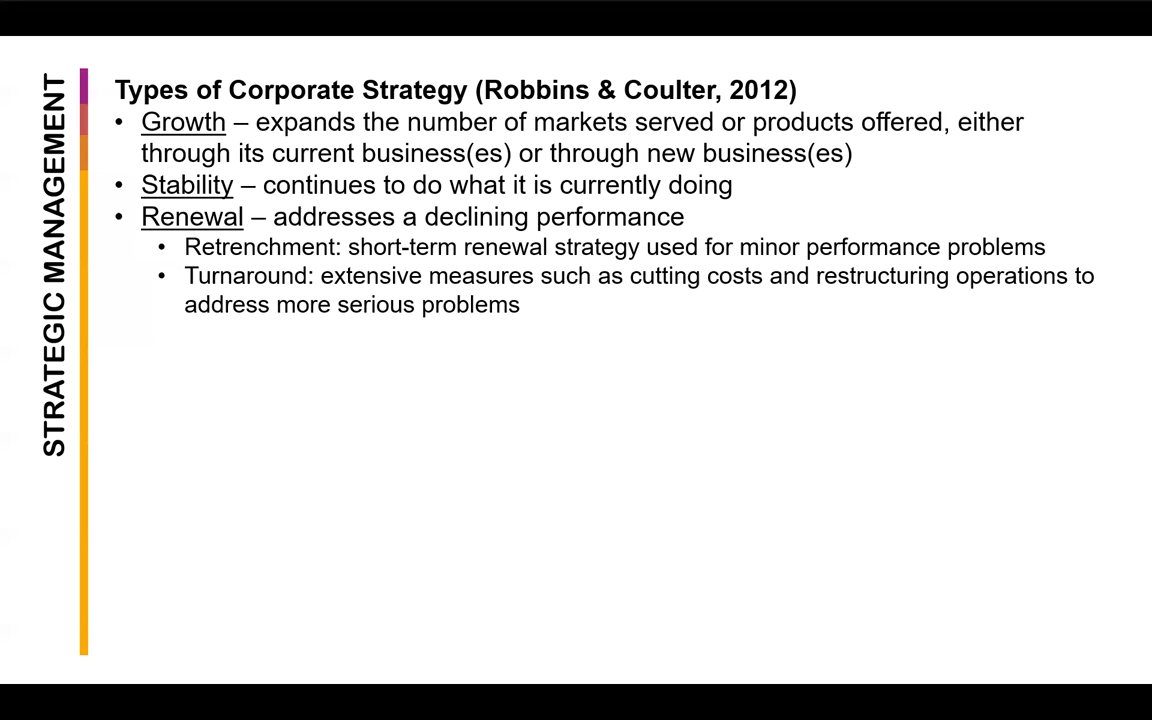 STRATEGIC MANAGEMENT
Types of Corporate Strategy (Robbins & Coulter, 2012)
• Growth – expands the number of markets served or products offered, either
through its current business(es) or through new business(es)
• Stability – continues to do what it is currently doing
• Renewal – addresses a declining performance
• Retrenchment: short-term renewal strategy used for minor performance problems
• Turnaround: extensive measures such as cutting costs and restructuring operations to
address more serious problems